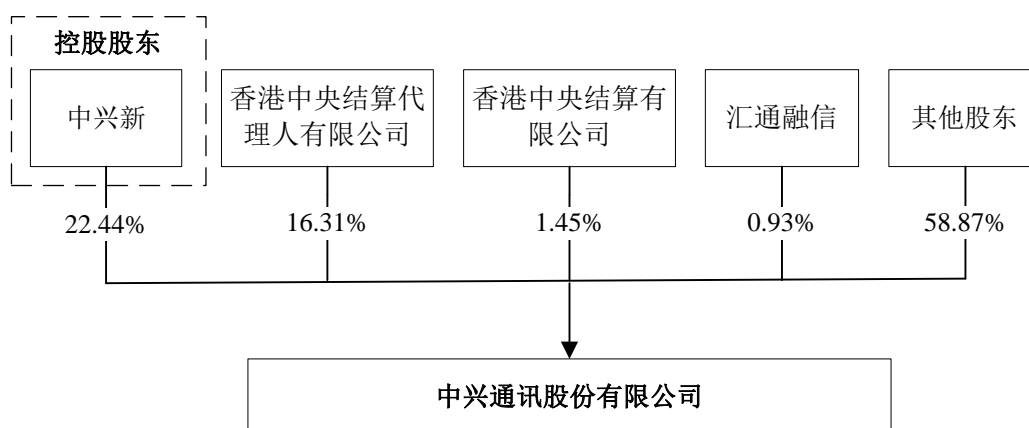 控股股东
中兴新
香港中央结算代
理人有限公司
香港中央结算有
限公司
汇通融信
其他股东
22.44%
16.31%
1.45%
0.93%
58.87%
中兴通讯股份有限公司